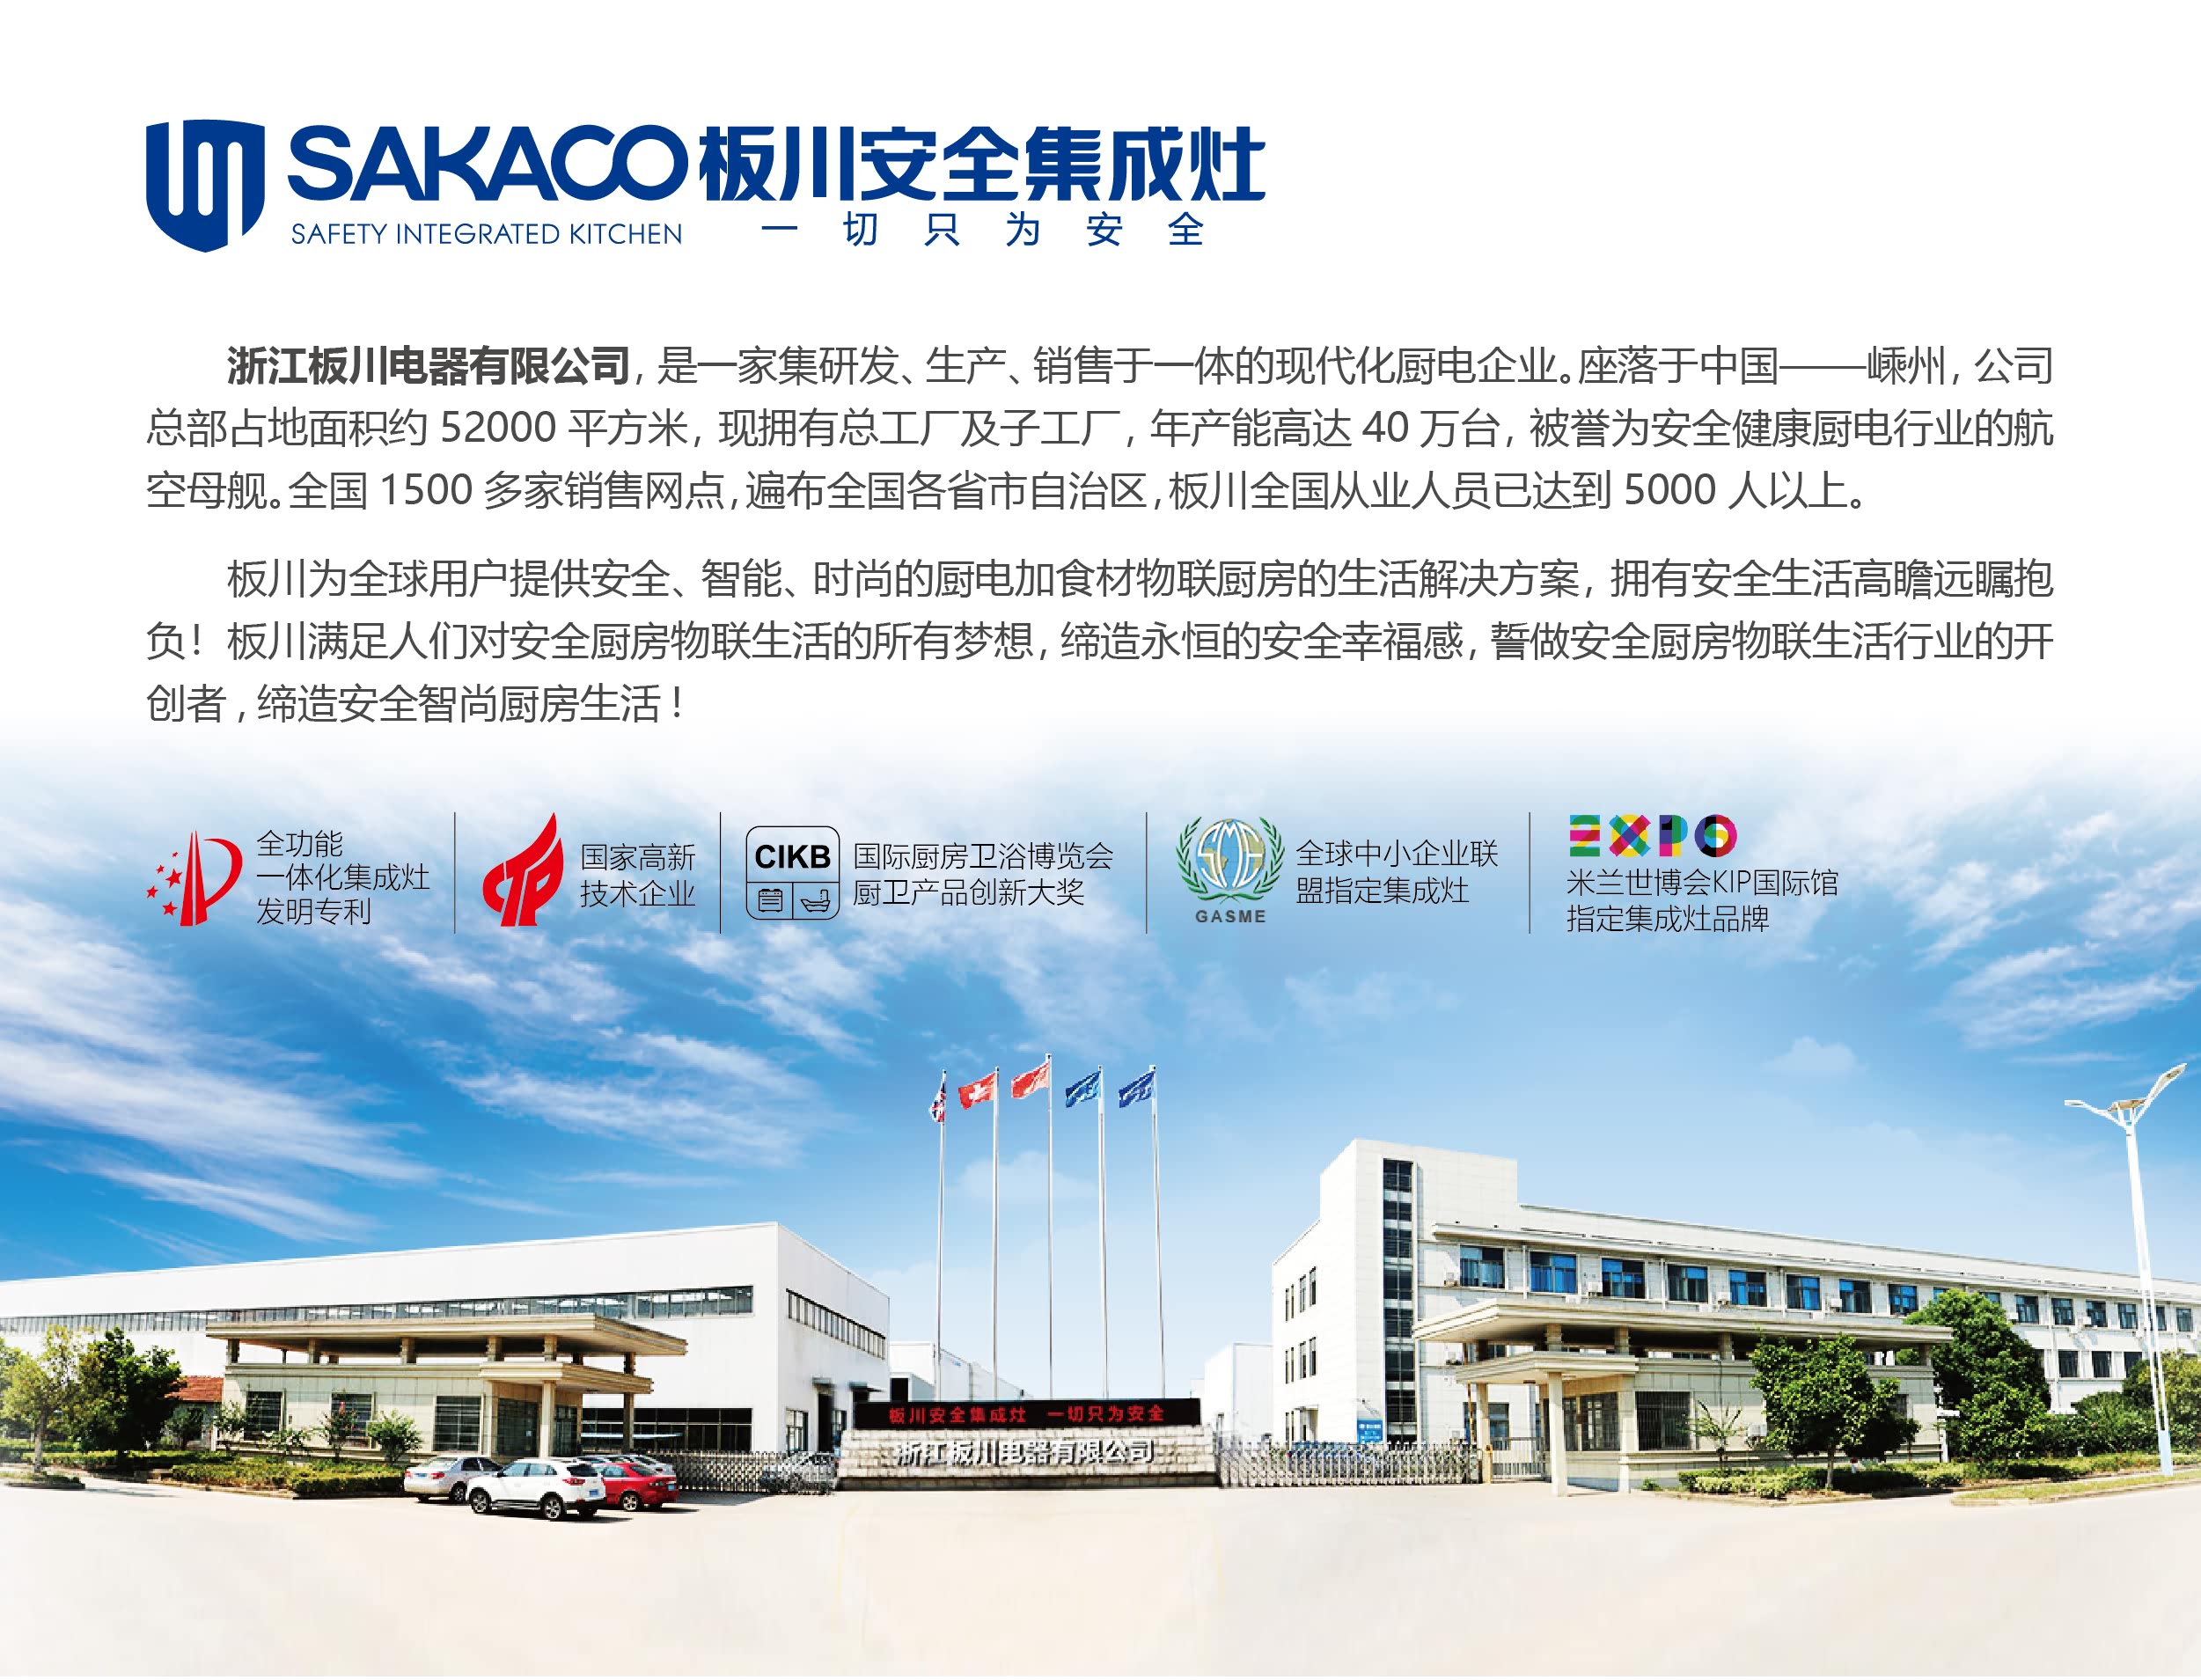 SAKACO板川安全集成灶
SAFETY INTEGRATED KITCHEN 一切只为安全
浙江板川电器有限公司，是一家集研发、生产、销售于一体的现代化厨电企业。座落于中国——嵊州，公司
总部占地面积约 52000 平方米，现拥有总工厂及子工厂，年产能高达 40 万台，被誉为安全健康厨电行业的航
空母舰。全国 1500 多家销售网点，遍布全国各省市自治区，板川全国从业人员已达到 5000 人以上。
板川为全球用户提供安全、智能、时尚的厨电加食材物联厨房的生活解决方案，拥有安全生活高瞻远瞩抱
负！板川满足人们对安全厨房物联生活的所有梦想，缔造永恒的安全幸福感，誓做安全厨房物联生活行业的开
创者，缔造安全智尚厨房生活！
全功能
一体化集成灶
发明专利
国家高新
技术企业
CIKB
国际厨房卫浴博览会
厨卫产品创新大奖
GASME
全球中小企业联
盟指定集成灶
EXPO
米兰世博会KIP国际馆
指定集成灶品牌
板川安全集成灶 一切只为安全
浙江板川电器有限公司